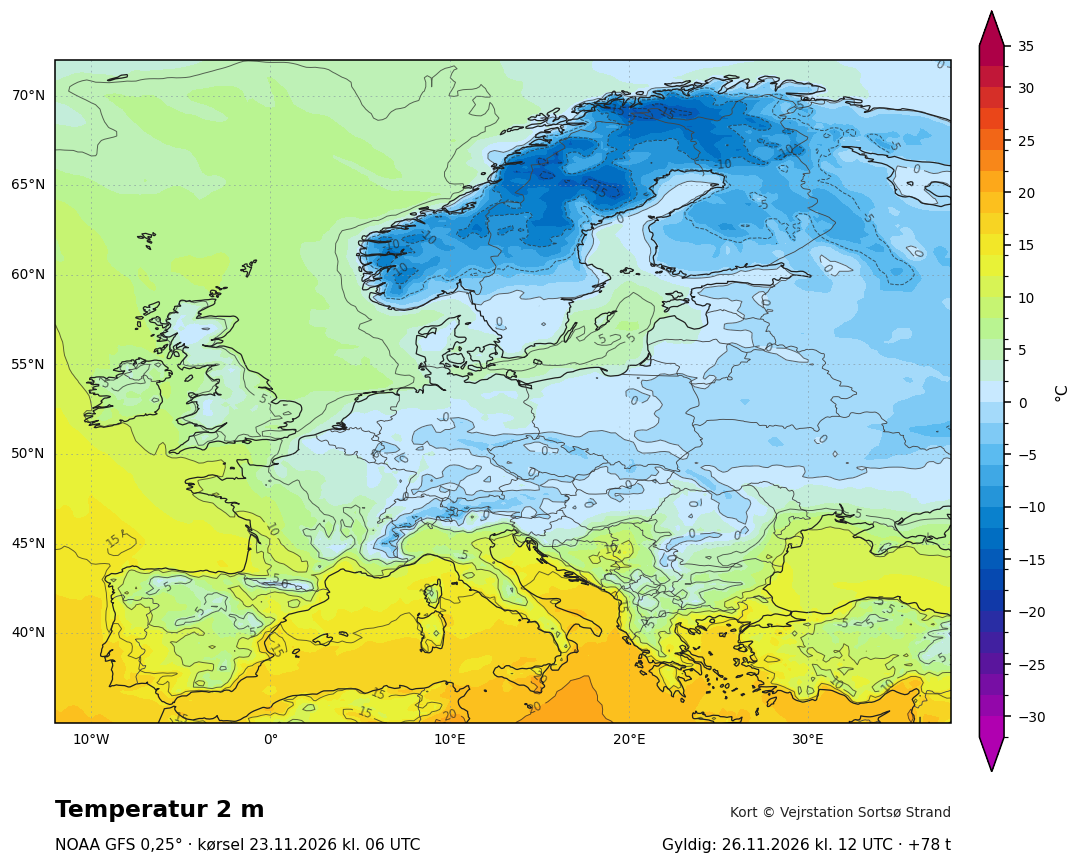 70°N
65°N
60°N
55°N
50°N
45°N
40°N
10°W
0°
10°E
20°E
30°E
35
30
25
20
15
10
5
0
−5
−10
−15
−20
−25
−30
°C
Temperatur 2 m
Kort © Vejrstation Sortsø Strand
NOAA GFS 0,25° · kørsel 23.11.2026 kl. 06 UTC
Gyldig: 26.11.2026 kl. 12 UTC · +78 t